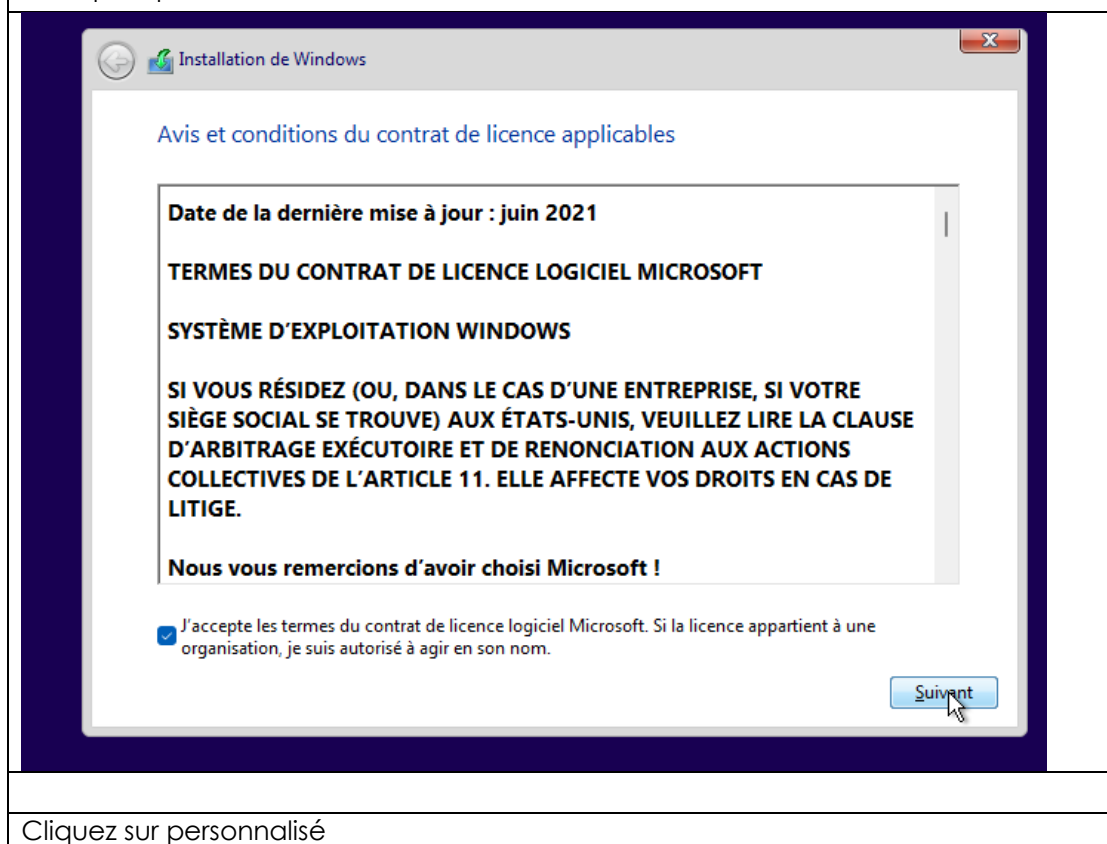 Installation de Windows
Avis et conditions du contrat de licence applicables
Date de la dernière mise à jour : juin 2021
TERMES DU CONTRAT DE LICENCE LOGICIEL MICROSOFT
SYSTÈME D’EXPLOITATION WINDOWS
SI VOUS RÉSIDEZ (OU, DANS LE CAS D’UNE ENTREPRISE, SI VOTRE
SIÈGE SOCIAL SE TROUVE) AUX ÉTATS-UNIS, VEUILLEZ LIRE LA CLAUSE
D’ARBITRAGE EXÉCUTOIRE ET DE RENONCIATION AUX ACTIONS
COLLECTIVES DE L’ARTICLE 11. ELLE AFFECTE VOS DROITS EN CAS DE
LITIGE.
Nous vous remercions d’avoir choisi Microsoft !
J’accepte les termes du contrat de licence logiciel Microsoft. Si la licence appartient à une
organisation, je suis autorisé à agir en son nom.
Suivant
Cliquez sur personnalisé